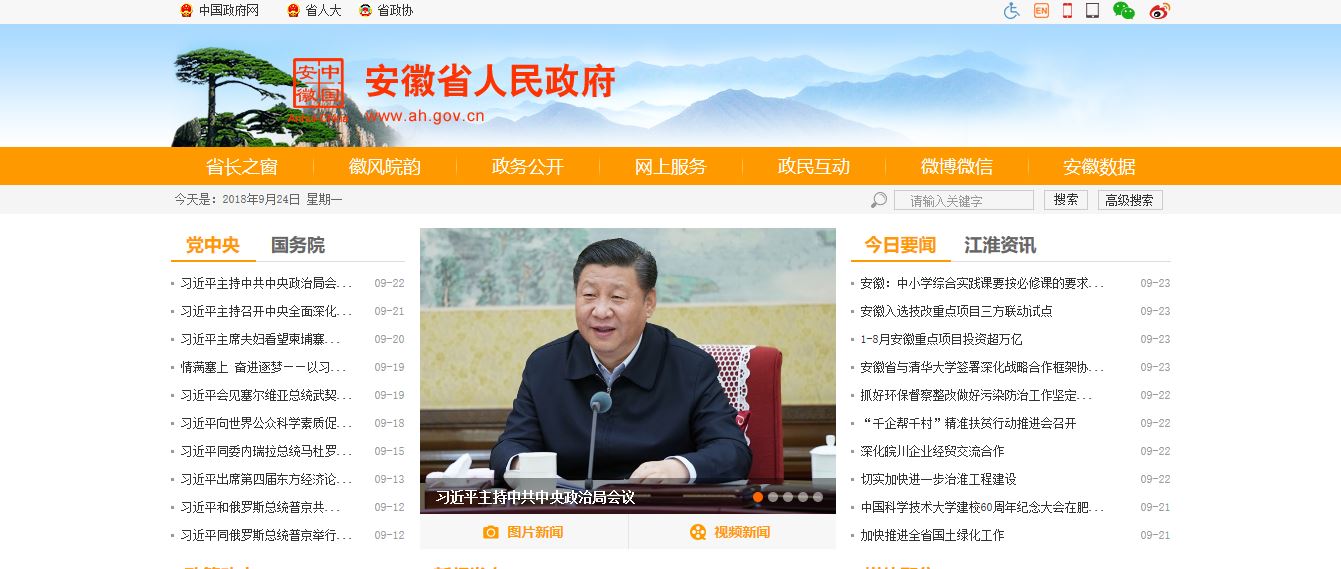 中国政府网 省人大 省政协
EN
中国
安徽
Anhui·China
安徽省人民政府
www.ah.gov.cn
省长之窗 徽风皖韵 政务公开 网上服务 政民互动 微博微信 安徽数据
今天是：2018年9月24日 星期一
请输入关键字 搜索 高级搜索
党中央 国务院
习近平主持中共中央政治局会... 09-22
习近平主持召开中央全面深化... 09-21
习近平主席夫妇看望柬埔寨... 09-20
情满塞上 奋进逐梦——以习... 09-19
习近平会见塞尔维亚总统武契... 09-19
习近平向世界公众科学素质促... 09-18
习近平同委内瑞拉总统马杜罗... 09-15
习近平出席第四届东方经济论... 09-13
习近平和俄罗斯总统普京共... 09-12
习近平同俄罗斯总统普京举行... 09-12
习近平主持中共中央政治局会议
图片新闻 视频新闻
今日要闻 江淮资讯
安徽：中小学综合实践课要按必修课的要求... 09-23
安徽入选技改重点项目三方联动试点 09-23
1-8月安徽重点项目投资超万亿 09-23
安徽省与清华大学签署深化战略合作框架协... 09-23
抓好环保督察整改做好污染防治工作坚定... 09-22
“千企帮千村”精准扶贫行动推进会召开 09-22
深化皖川企业经贸交流合作 09-22
切实加快进一步治淮工程建设 09-22
中国科学技术大学建校60周年纪念大会在肥... 09-21
加快推进全省国土绿化工作 09-21